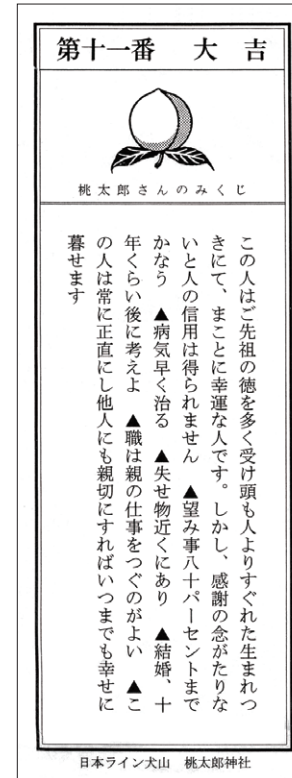 第十一番 大吉
桃太郎さんのみくじ
この人はご先祖の徳を多く受け頭も人よりすぐれた生まれつ
きにて、まことに幸運な人です。しかし、感謝の念がたりな
いと人の信用は得られません ▲望み事八十パーセントまで
かなう ▲病気早く治る ▲失せ物近くにあり ▲結婚、十
年くらい後に考えよ ▲職は親の仕事をつぐのがよい ▲こ
の人は常に正直にし他人にも親切にすればいつまでも幸せに
暮せます
日本ライン犬山 桃太郎神社